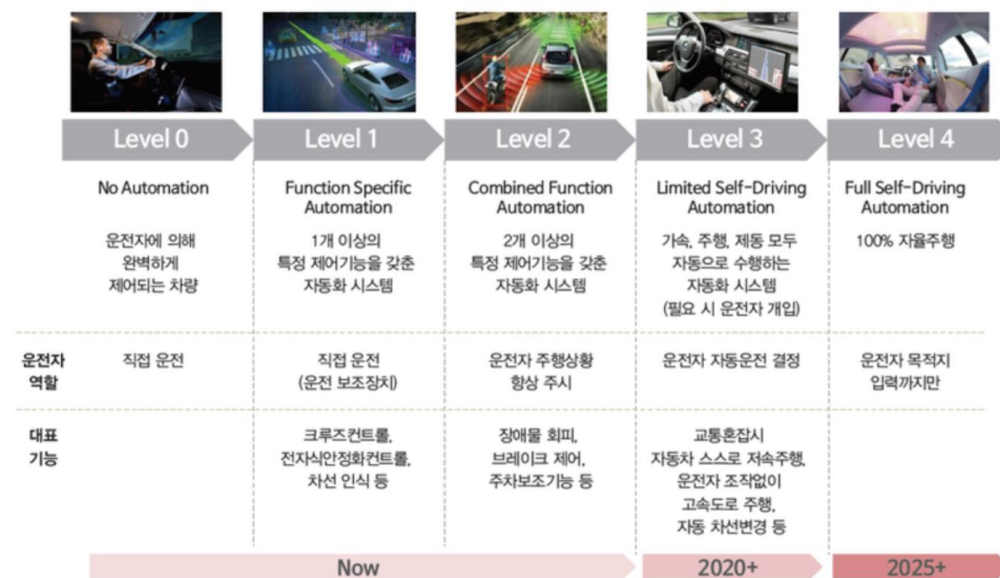 Level 0
Level 1
Level 2
Level 3
Level 4
No Automation
Function Specific
Automation
Combined Function
Automation
Limited Self-Driving
Automation
Full Self-Driving
Automation
운전자에 의해
완벽하게
제어되는 차량
1개 이상의
특정 제어기능을 갖춘
자동화 시스템
2개 이상의
특정 제어기능을 갖춘
자동화 시스템
가속, 주행, 제동 모두
자동으로 수행하는
자동화 시스템
(필요 시 운전자 개입)
100% 자율주행
운전자
역할
직접 운전
직접 운전
(운전 보조장치)
운전자 주행상황
항상 주시
운전자 자동운전 결정
운전자 목적지
입력까지만
대표
기능
크루즈컨트롤,
전자식안정화컨트롤,
차선 인식 등
장애물 회피,
브레이크 제어,
주차보조기능 등
교통혼잡시
자동차 스스로 저속주행,
운전자 조작없이
고속도로 주행,
자동 차선변경 등
Now
2020+
2025+